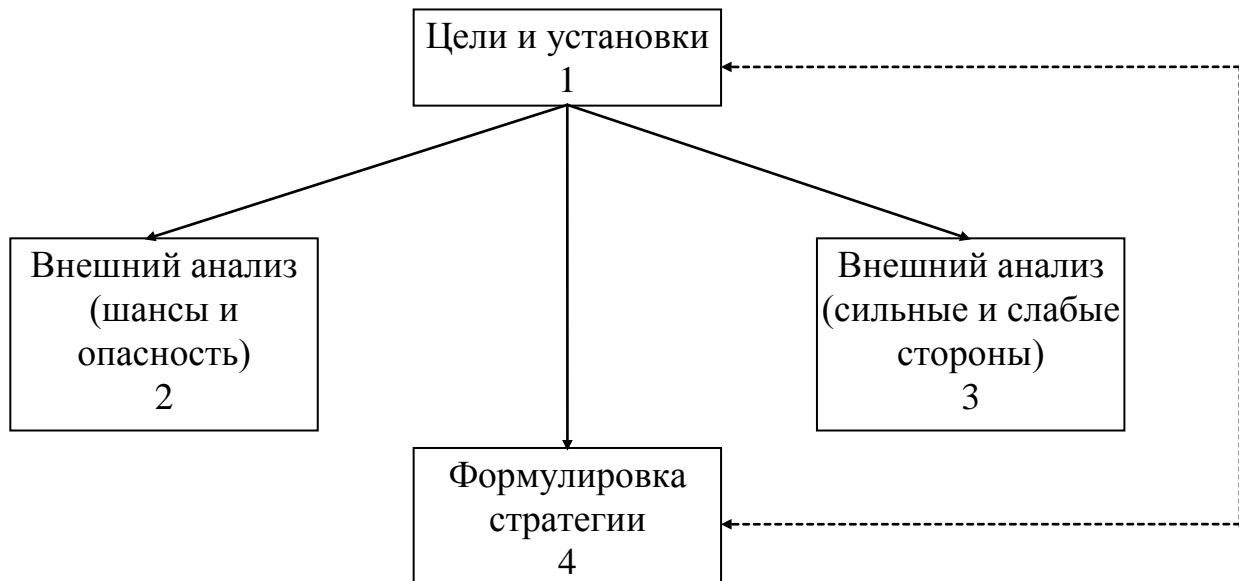 Цели и установки
1
Внешний анализ
(шансы и
опасность)
2
Внешний анализ
(сильные и слабые
стороны)
3
Формулировка
стратегии
4